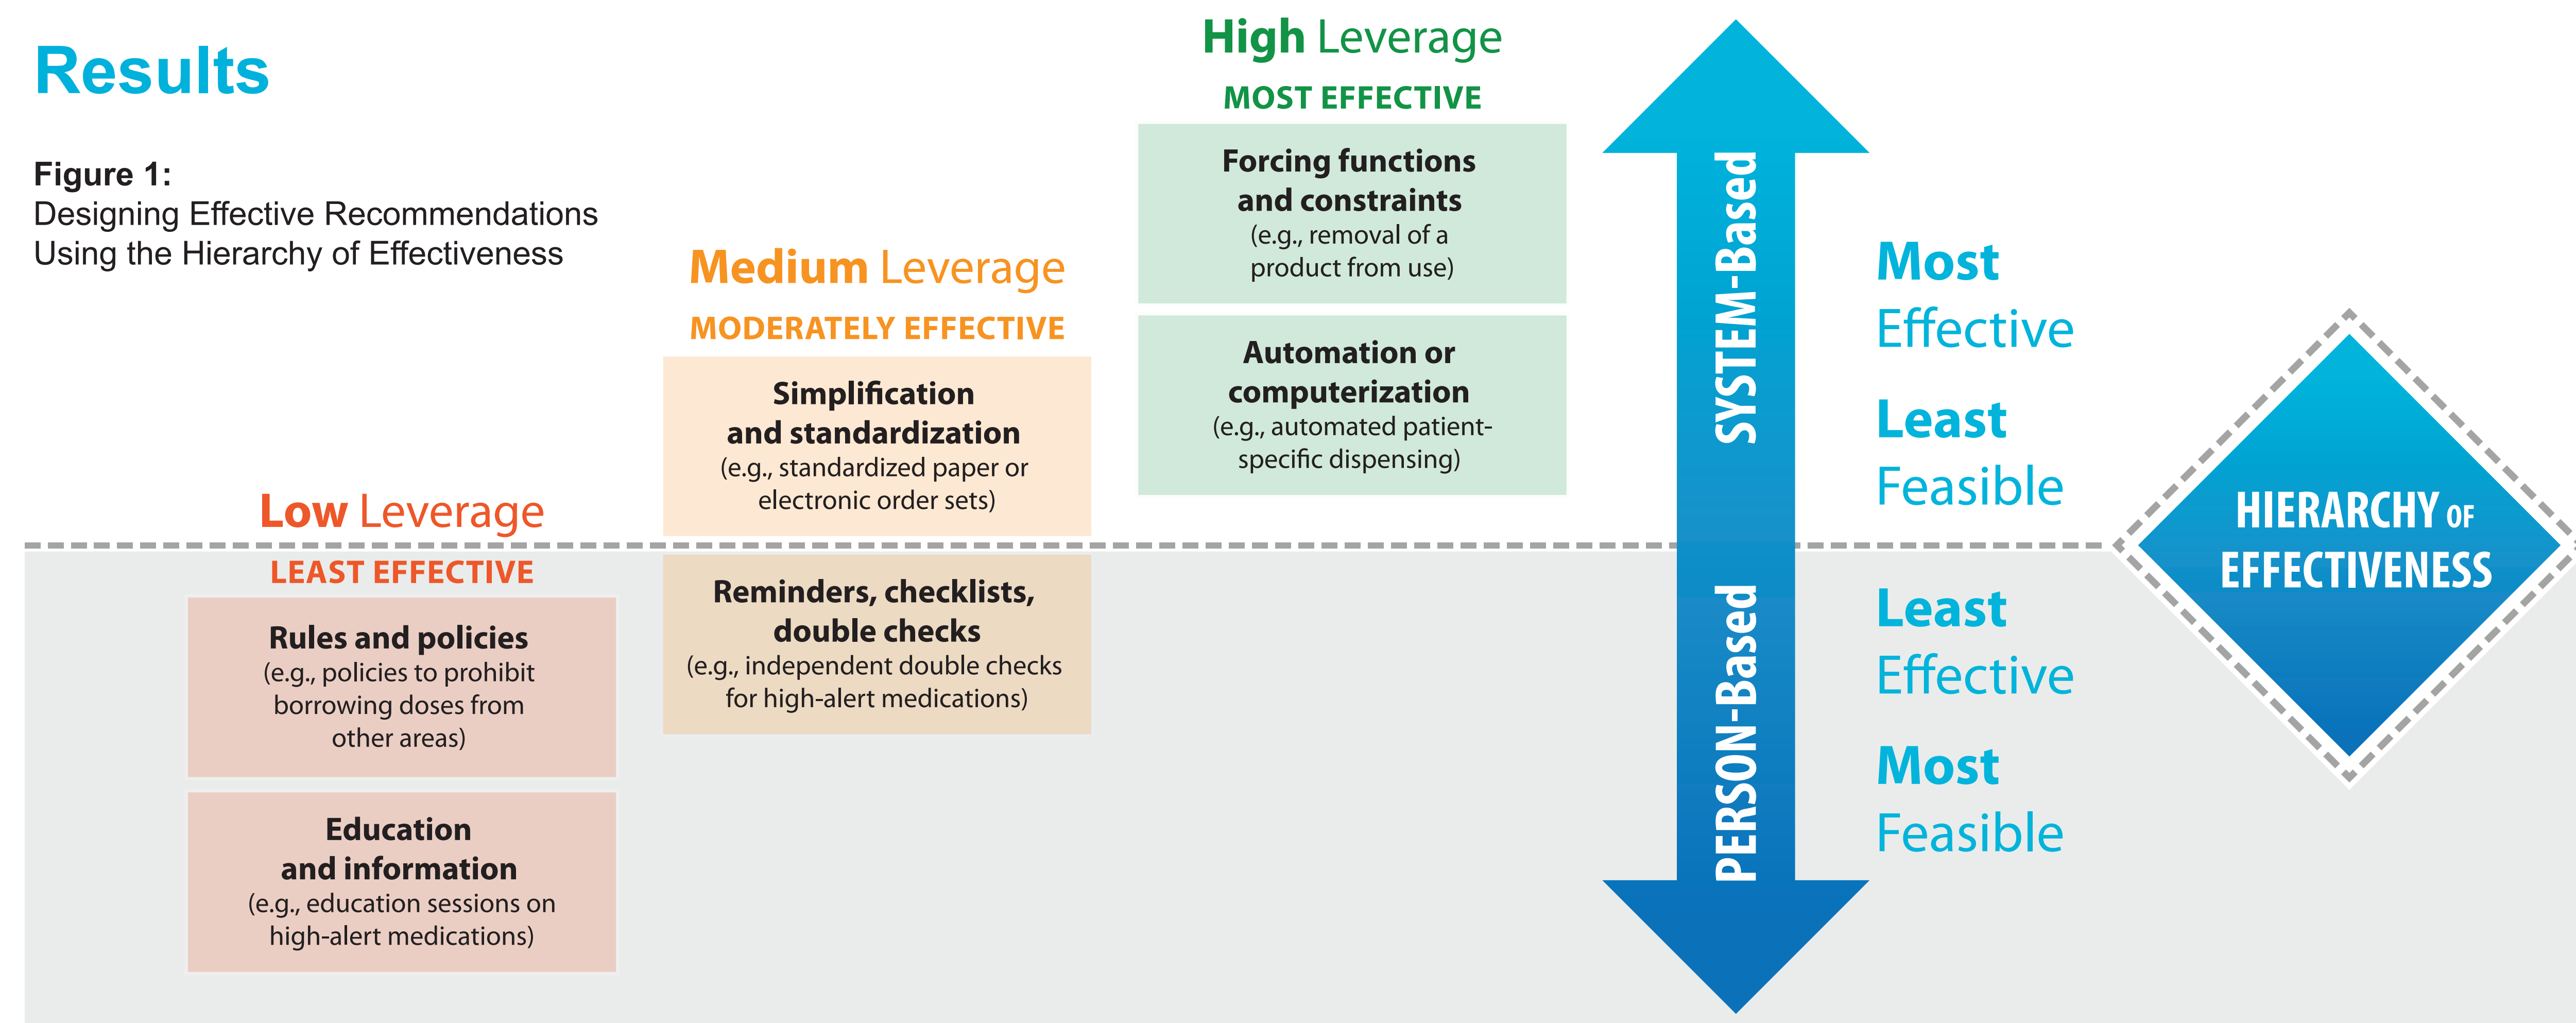 Results
Figure 1:
Designing Effective Recommendations
Using the Hierarchy of Effectiveness
Low Leverage
LEAST EFFECTIVE
Rules and policies
(e.g., policies to prohibit
borrowing doses from
other areas)
Education
and information
(e.g., education sessions on
high-alert medications)
Medium Leverage
MODERATELY EFFECTIVE
Simplification
and standardization
(e.g., standardized paper or
electronic order sets)
Reminders, checklists,
double checks
(e.g., independent double checks
for high-alert medications)
High Leverage
MOST EFFECTIVE
Forcing functions
and constraints
(e.g., removal of a
product from use)
Automation or
computerization
(e.g., automated patient-
specific dispensing)
SYSTEM-Based
PERSON-Based
Most
Effective
Least
Feasible
Least
Effective
Most
Feasible
HIERARCHY OF
EFFECTIVENESS